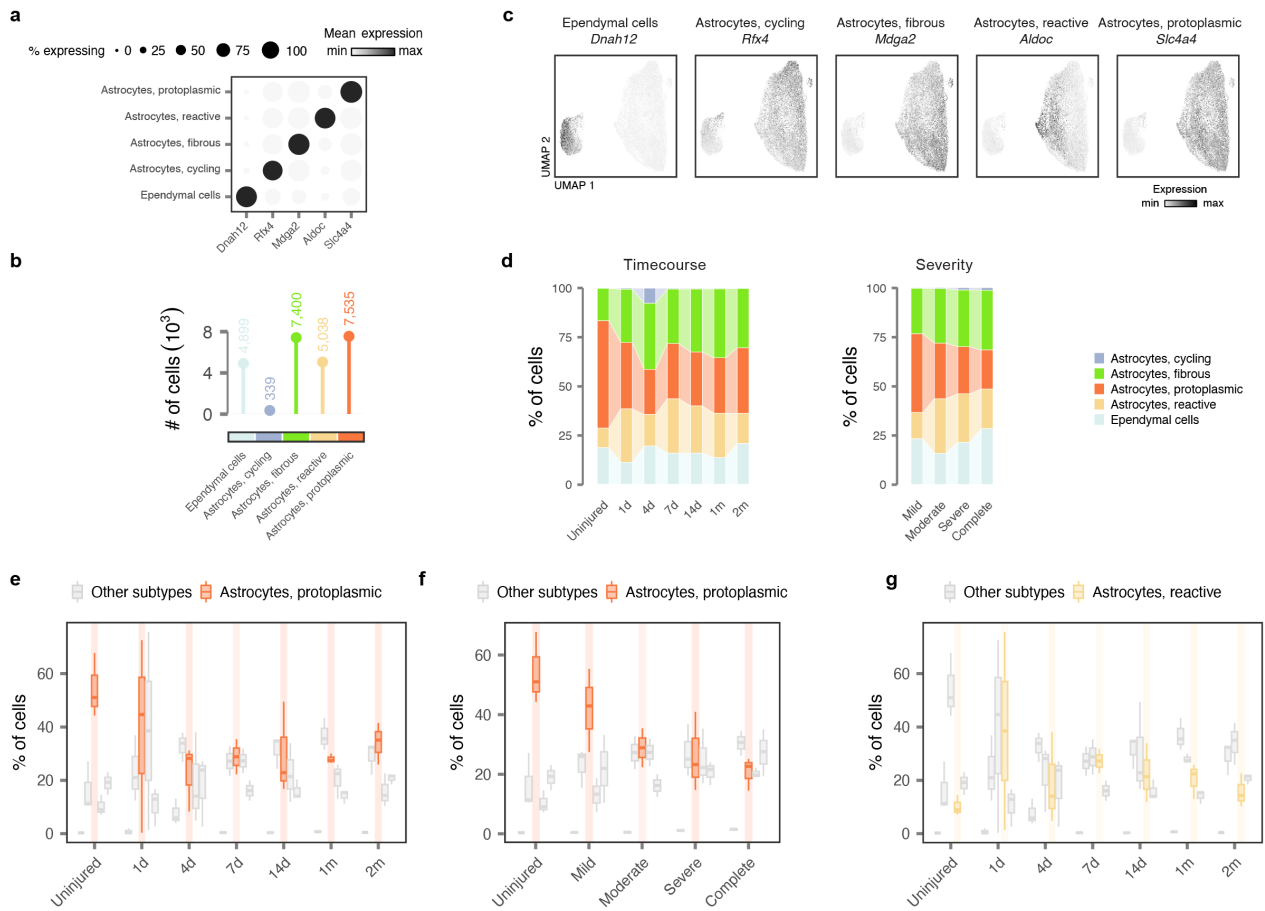 a
% expressing 0 25 50 75 100
Mean expression
min max
Astrocytes, protoplasmic
Astrocytes, reactive
Astrocytes, fibrous
Astrocytes, cycling
Ependymal cells
Dnah12
Rfx4
Mdga2
Aldoc
Slc4a4
c
Ependymal cells
Dnah12
Astrocytes, cycling
Rfx4
Astrocytes, fibrous
Mdga2
Astrocytes, reactive
Aldoc
Astrocytes, protoplasmic
Slc4a4
UMAP 2
UMAP 1
Expression
min max
b
# of cells (10³)
8
4
0
4,899
339
7,400
5,038
7,535
Ependymal cells
Astrocytes, cycling
Astrocytes, fibrous
Astrocytes, reactive
Astrocytes, protoplasmic
d
Timecourse
% of cells
100
75
50
25
0
Uninjured
1d
4d
7d
14d
1m
2m
Severity
% of cells
100
75
50
25
0
Mild
Moderate
Severe
Complete
Astrocytes, cycling
Astrocytes, fibrous
Astrocytes, protoplasmic
Astrocytes, reactive
Ependymal cells
e
Other subtypes Astrocytes, protoplasmic
% of cells
60
40
20
0
Uninjured
1d
4d
7d
14d
1m
2m
f
Other subtypes Astrocytes, protoplasmic
% of cells
60
40
20
0
Uninjured
Mild
Moderate
Severe
Complete
g
Other subtypes Astrocytes, reactive
% of cells
60
40
20
0
Uninjured
1d
4d
7d
14d
1m
2m